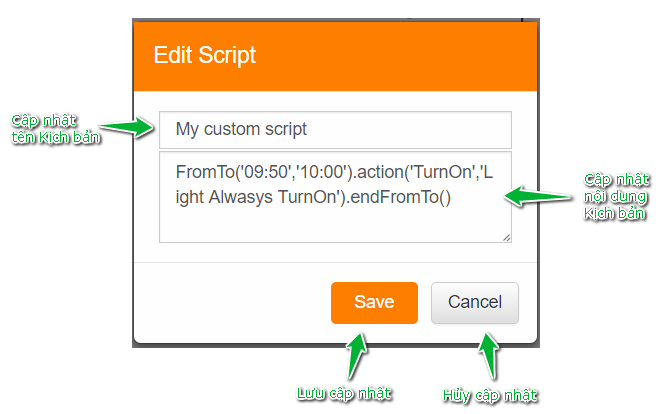 Edit Script
Cập nhật
tên Kịch bản
My custom script
FromTo('09:50','10:00').action('TurnOn','L
ight Alwasys TurnOn').endFromTo()
Cập nhật
nội dung
Kịch bản
Save
Cancel
Lưu cập nhật
Hủy cập nhật